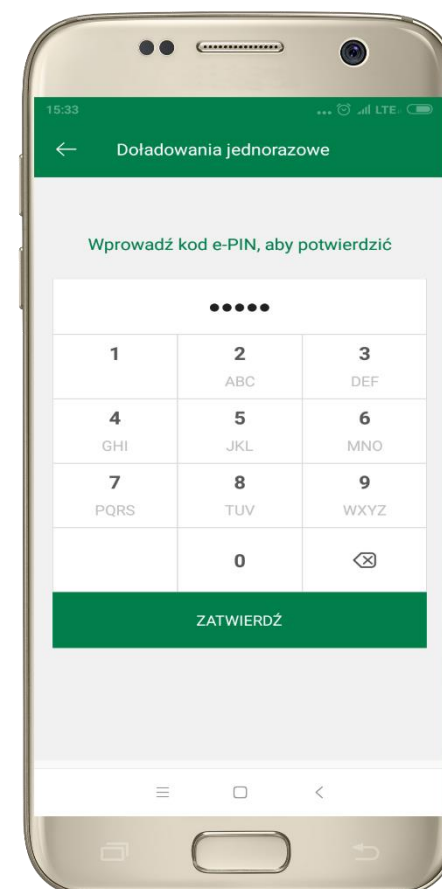 15:33 ... LTE
Doładowania jednorazowe
Wprowadź kod e-PIN, aby potwierdzić
•••••
1 2 3
ABC DEF
4 5 6
GHI JKL MNO
7 8 9
PQRS TUV WXYZ
0
ZATWIERDŹ